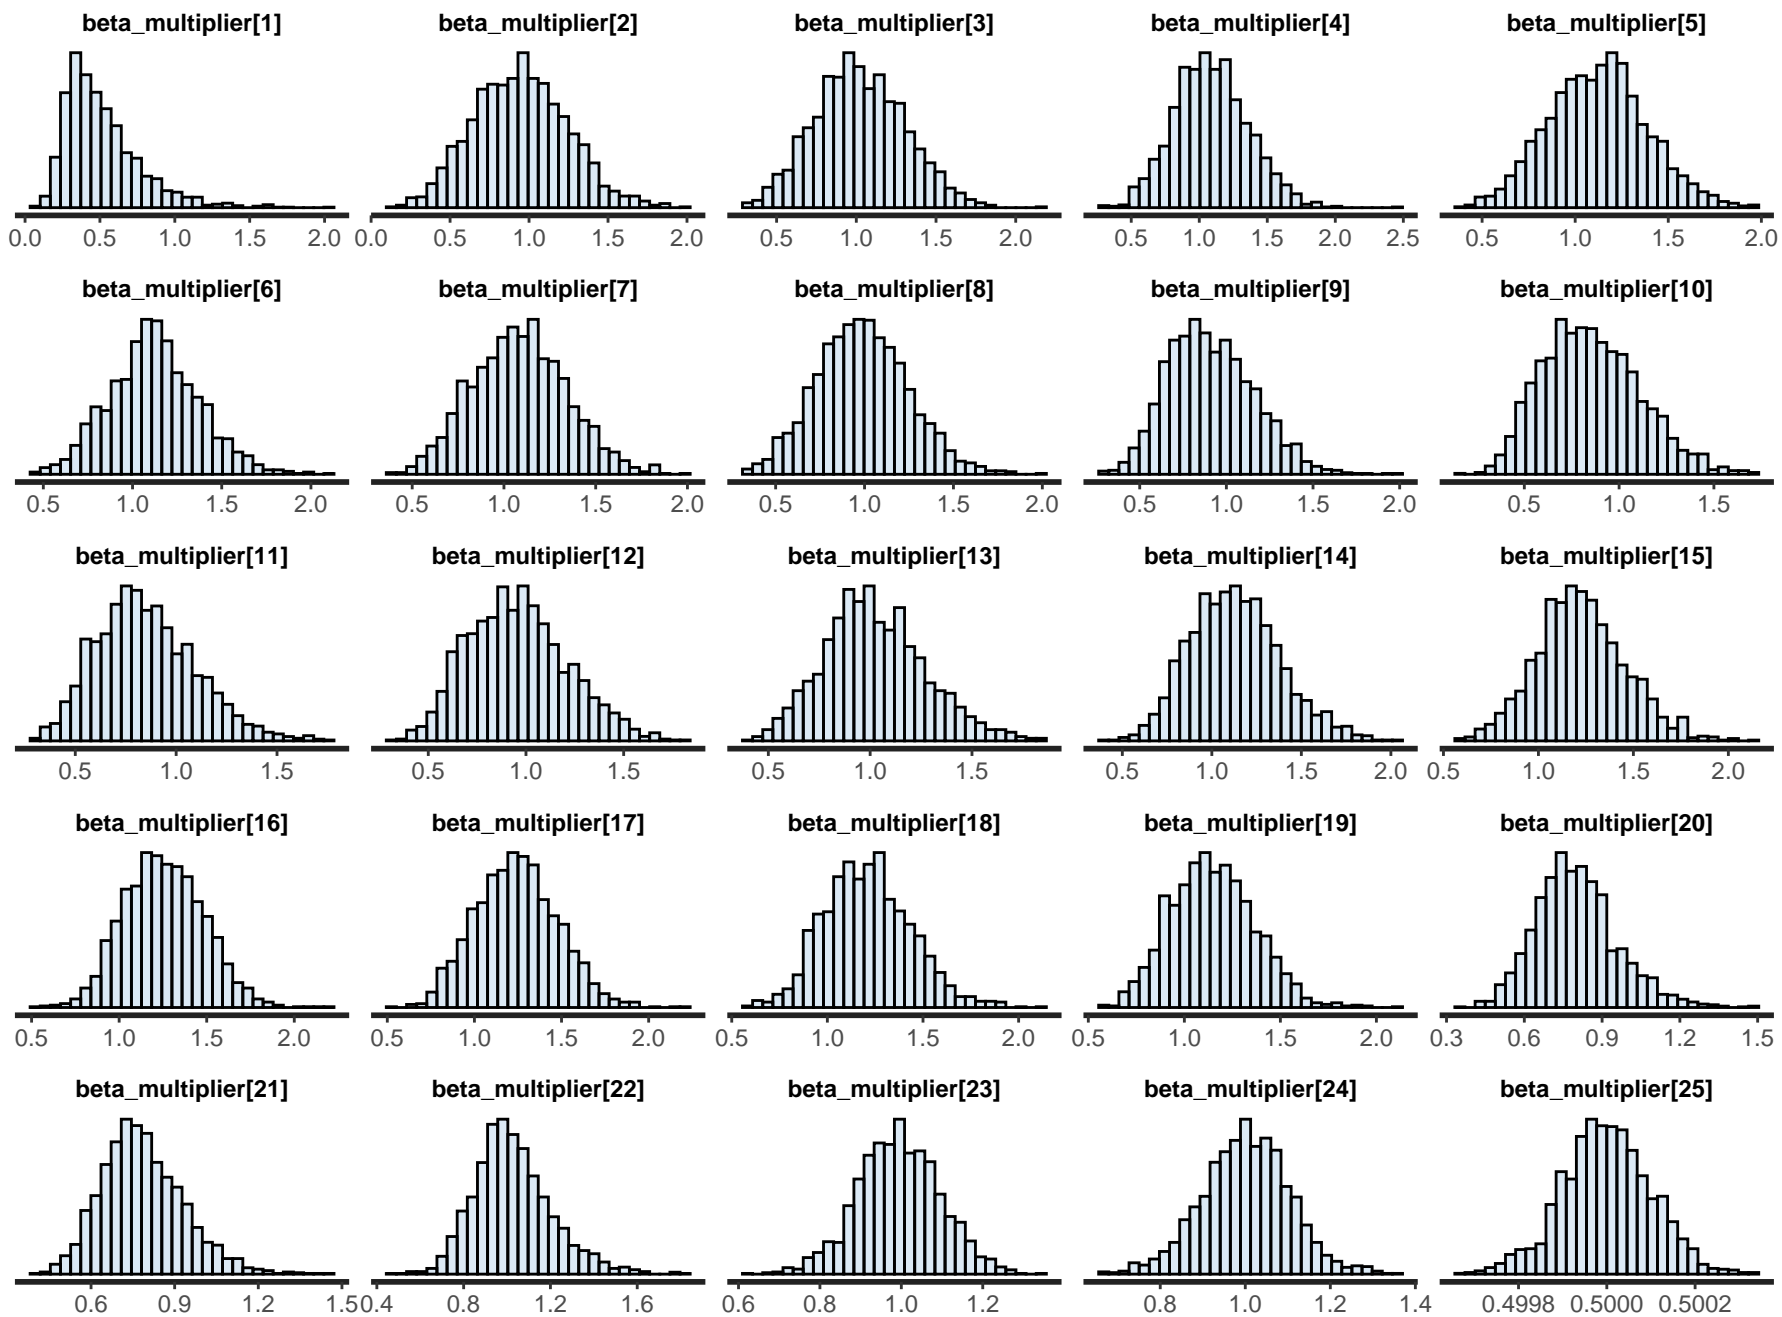 beta_multiplier[1] beta_multiplier[2] beta_multiplier[3] beta_multiplier[4] beta_multiplier[5]
0.0 0.5 1.0 1.5 2.0 0.0 0.5 1.0 1.5 2.0 0.5 1.0 1.5 2.0 0.5 1.0 1.5 2.0 2.5 0.5 1.0 1.5 2.0
beta_multiplier[6] beta_multiplier[7] beta_multiplier[8] beta_multiplier[9] beta_multiplier[10]
0.5 1.0 1.5 2.0 0.5 1.0 1.5 2.0 0.5 1.0 1.5 2.0 0.5 1.0 1.5 2.0 0.5 1.0 1.5
beta_multiplier[11] beta_multiplier[12] beta_multiplier[13] beta_multiplier[14] beta_multiplier[15]
0.5 1.0 1.5 0.5 1.0 1.5 0.5 1.0 1.5 0.5 1.0 1.5 2.0 0.5 1.0 1.5 2.0
beta_multiplier[16] beta_multiplier[17] beta_multiplier[18] beta_multiplier[19] beta_multiplier[20]
0.5 1.0 1.5 2.0 0.5 1.0 1.5 2.0 0.5 1.0 1.5 2.0 0.5 1.0 1.5 2.0 0.3 0.6 0.9 1.2 1.5
beta_multiplier[21] beta_multiplier[22] beta_multiplier[23] beta_multiplier[24] beta_multiplier[25]
0.6 0.9 1.2 1.5 0.4 0.8 1.2 1.6 0.6 0.8 1.0 1.2 0.8 1.0 1.2 1.4 0.4998 0.5000 0.5002